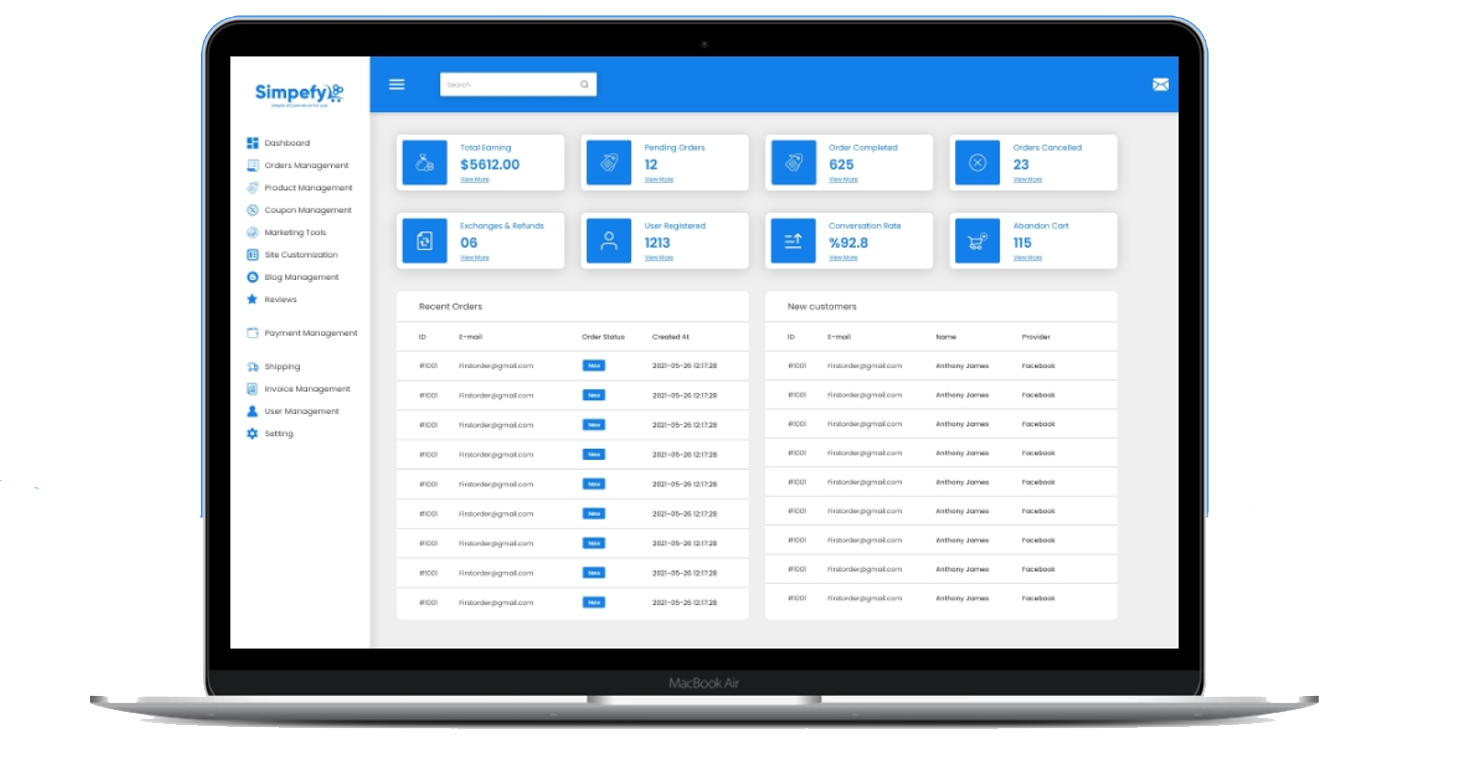 Simpefy
simple eCommerce for you
Search
Dashboard
Orders Management
Product Management
Coupon Management
Marketing Tools
Site Customization
Blog Management
Reviews
Payment Management
Shipping
Invoice Management
User Management
Setting
Total Earning
$5612.00
View More
Pending Orders
12
View More
Order Completed
625
View More
Orders Cancelled
23
View More
Exchanges & Refunds
06
View More
User Registered
1213
View More
Conversation Rate
%92.8
View More
Abandon Cart
115
View More
Recent Orders
ID E-mail Order Status Created At
#1001 Firstorder@gmail.com New 2021-05-26 12:17:28
#1001 Firstorder@gmail.com New 2021-05-26 12:17:28
#1001 Firstorder@gmail.com New 2021-05-26 12:17:28
#1001 Firstorder@gmail.com New 2021-05-26 12:17:28
#1001 Firstorder@gmail.com New 2021-05-26 12:17:28
#1001 Firstorder@gmail.com New 2021-05-26 12:17:28
#1001 Firstorder@gmail.com New 2021-05-26 12:17:28
#1001 Firstorder@gmail.com New 2021-05-26 12:17:28
#1001 Firstorder@gmail.com New 2021-05-26 12:17:28
New customers
ID E-mail Name Provider
#1001 Firstorder@gmail.com Anthony James Facebook
#1001 Firstorder@gmail.com Anthony James Facebook
#1001 Firstorder@gmail.com Anthony James Facebook
#1001 Firstorder@gmail.com Anthony James Facebook
#1001 Firstorder@gmail.com Anthony James Facebook
#1001 Firstorder@gmail.com Anthony James Facebook
#1001 Firstorder@gmail.com Anthony James Facebook
#1001 Firstorder@gmail.com Anthony James Facebook
#1001 Firstorder@gmail.com Anthony James Facebook
MacBook Air